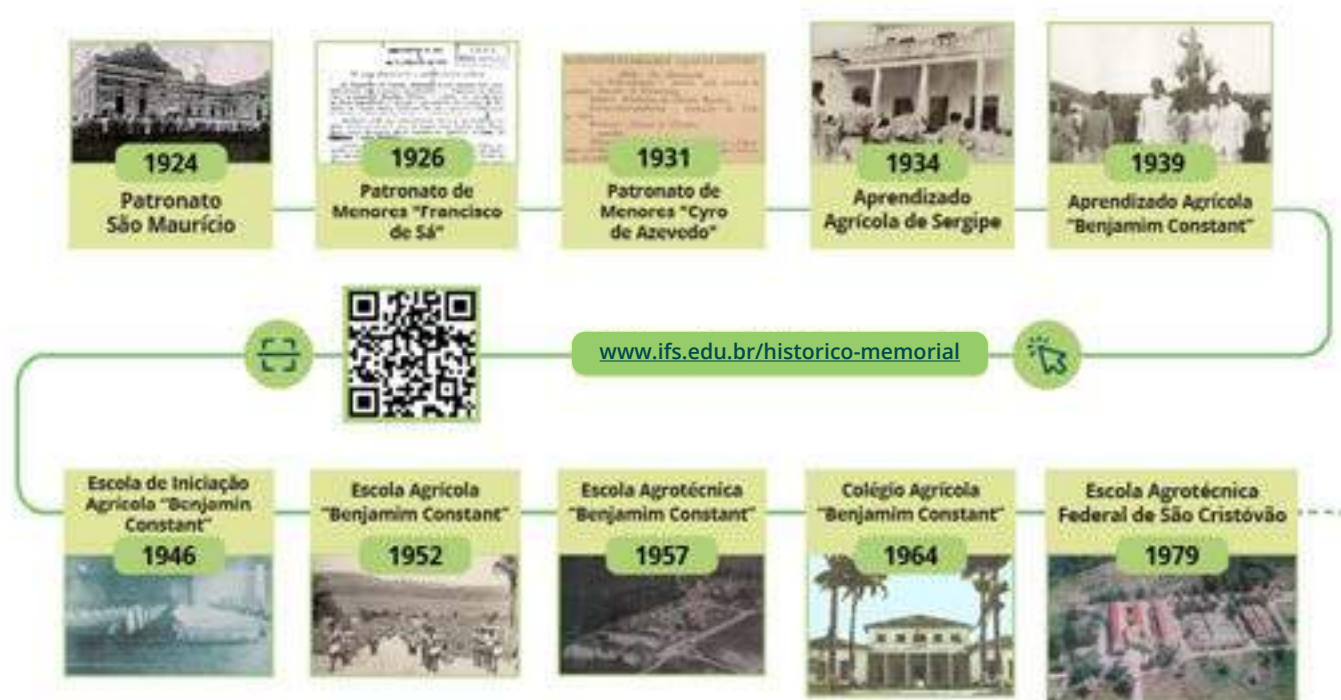 1924
Patronato
São Maurício
1926
Patronato de
Menores "Francisco
de Sá"
1931
Patronato de
Menores "Cyro
de Azevedo"
1934
Aprendizado
Agrícola de Sergipe
1939
Aprendizado Agrícola
"Benjamim Constant"
www.ifs.edu.br/historico-memorial
Escola de Iniciação
Agrícola "Benjamin
Constant"
1946
Escola Agrícola
"Benjamim Constant"
1952
Escola Agrotécnica
"Benjamim Constant"
1957
Colégio Agrícola
"Benjamim Constant"
1964
Escola Agrotécnica
Federal de São Cristóvão
1979